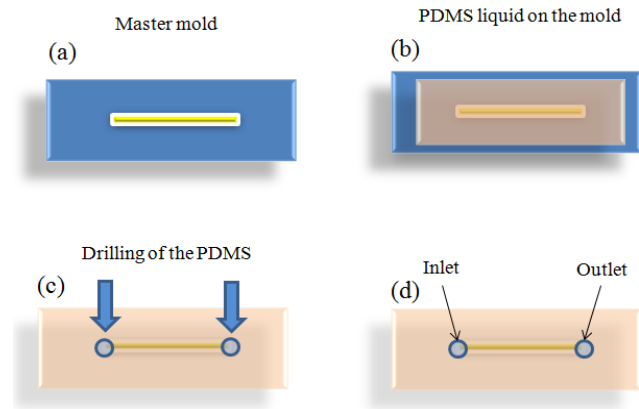 Master mold
(a)
PDMS liquid on the mold
(b)
Drilling of the PDMS
(c)
Inlet
Outlet
(d)